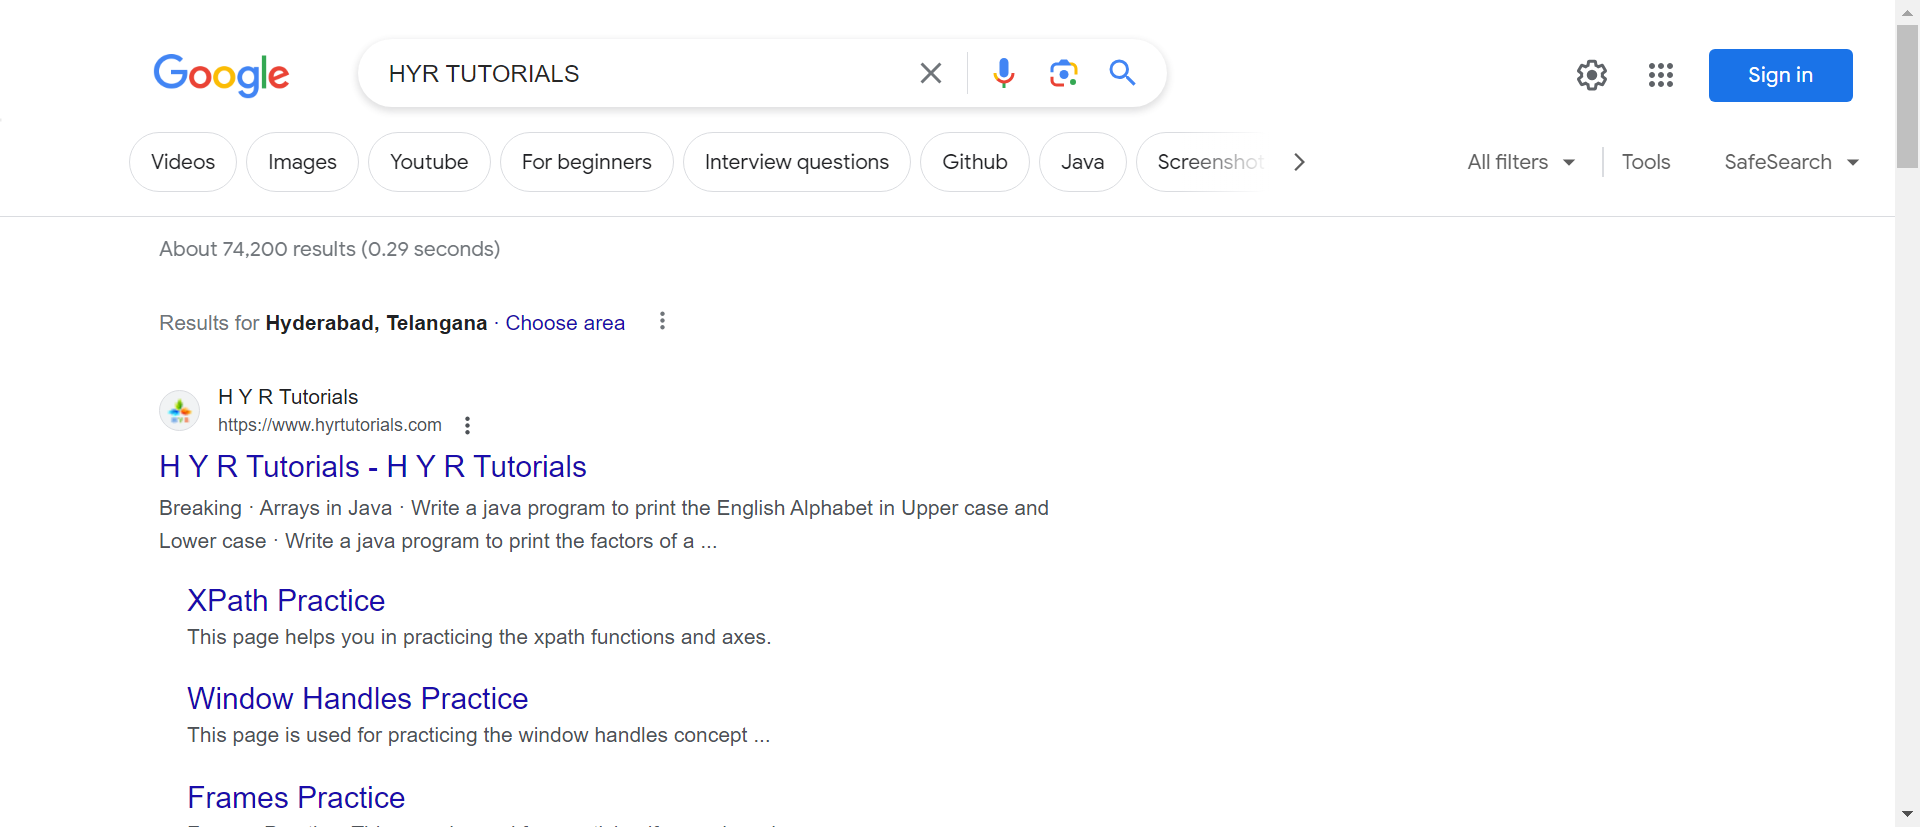 Google
HYR TUTORIALS
Sign in
Videos
Images
Youtube
For beginners
Interview questions
Github
Java
Screenshot
All filters
Tools
SafeSearch
About 74,200 results (0.29 seconds)
Results for Hyderabad, Telangana · Choose area
H Y R Tutorials
https://www.hyrtutorials.com
H Y R Tutorials - H Y R Tutorials
Breaking · Arrays in Java · Write a java program to print the English Alphabet in Upper case and
Lower case · Write a java program to print the factors of a ...
XPath Practice
This page helps you in practicing the xpath functions and axes.
Window Handles Practice
This page is used for practicing the window handles concept ...
Frames Practice